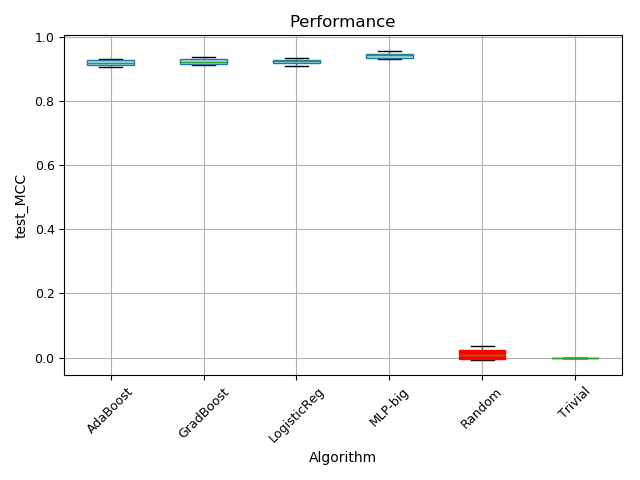 Performance
1.0
0.8
0.6
0.4
0.2
0.0
test_MCC
AdaBoost
GradBoost
LogisticReg
MLP-big
Random
Trivial
Algorithm